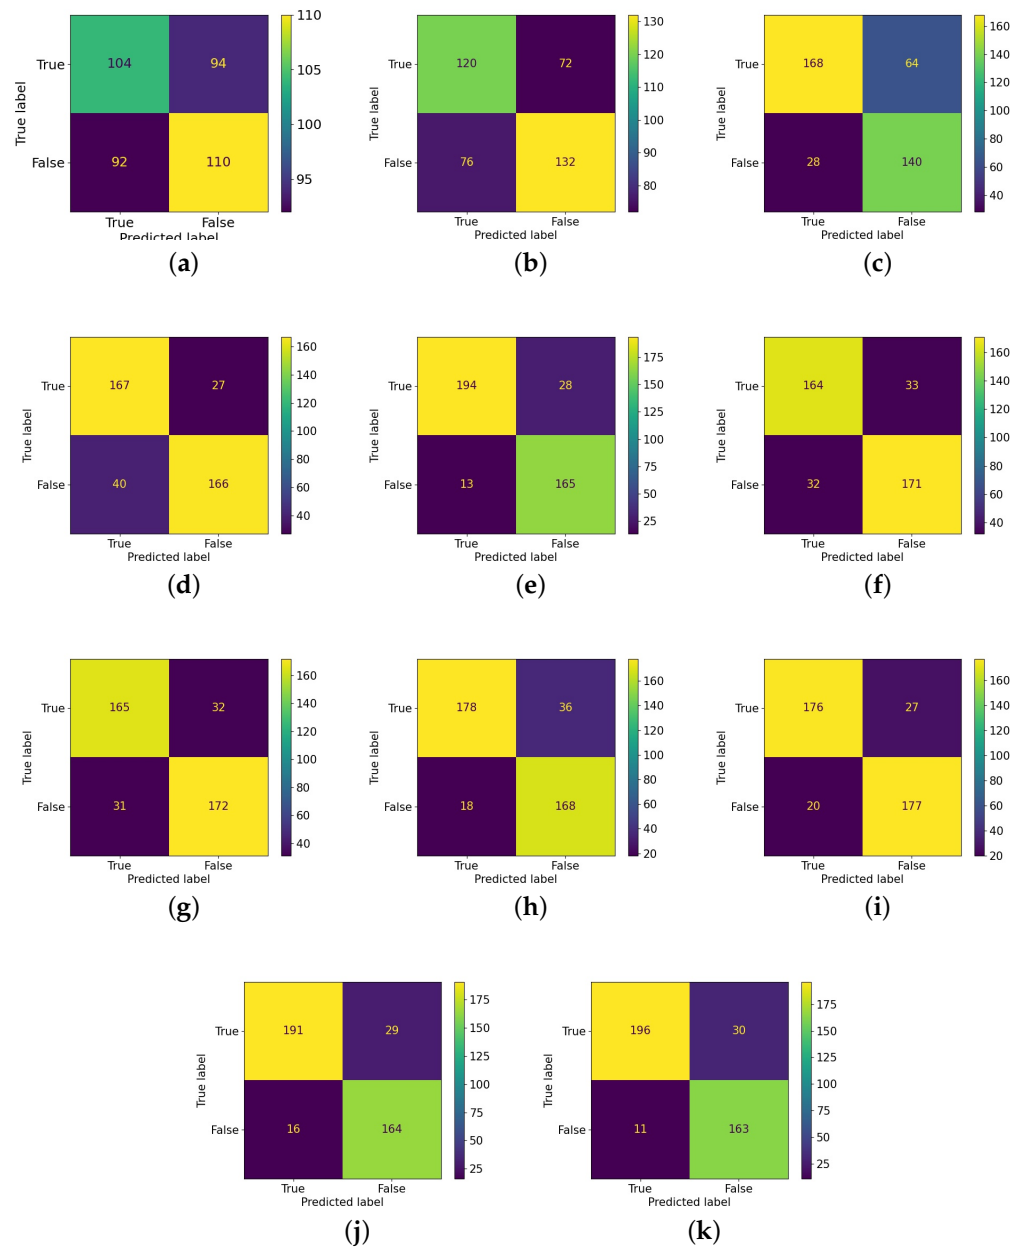 110
True
104
94
105
True label
100
False
92
110
95
True
False
Predicted label
(a)
130
True
120
72
120
110
True label
100
90
False
76
132
80
True
False
Predicted label
(b)
160
True
168
64
140
120
True label
100
80
False
28
140
60
40
True
False
Predicted label
(c)
160
True
167
27
140
120
True label
100
80
False
40
166
60
40
True
False
Predicted label
(d)
175
True
194
28
150
125
True label
100
75
False
13
165
50
25
True
False
Predicted label
(e)
160
True
164
33
140
120
True label
100
80
False
32
171
60
40
True
False
Predicted label
(f)
160
True
165
32
140
120
True label
100
80
False
31
172
60
40
True
False
Predicted label
(g)
160
True
178
36
140
120
True label
100
80
60
False
18
168
40
20
True
False
Predicted label
(h)
160
True
176
27
140
120
True label
100
80
60
False
20
177
40
20
True
False
Predicted label
(i)
175
True
191
29
150
125
True label
100
75
False
16
164
50
25
True
False
Predicted label
(j)
175
True
196
30
150
125
True label
100
75
False
11
163
50
25
True
False
Predicted label
(k)